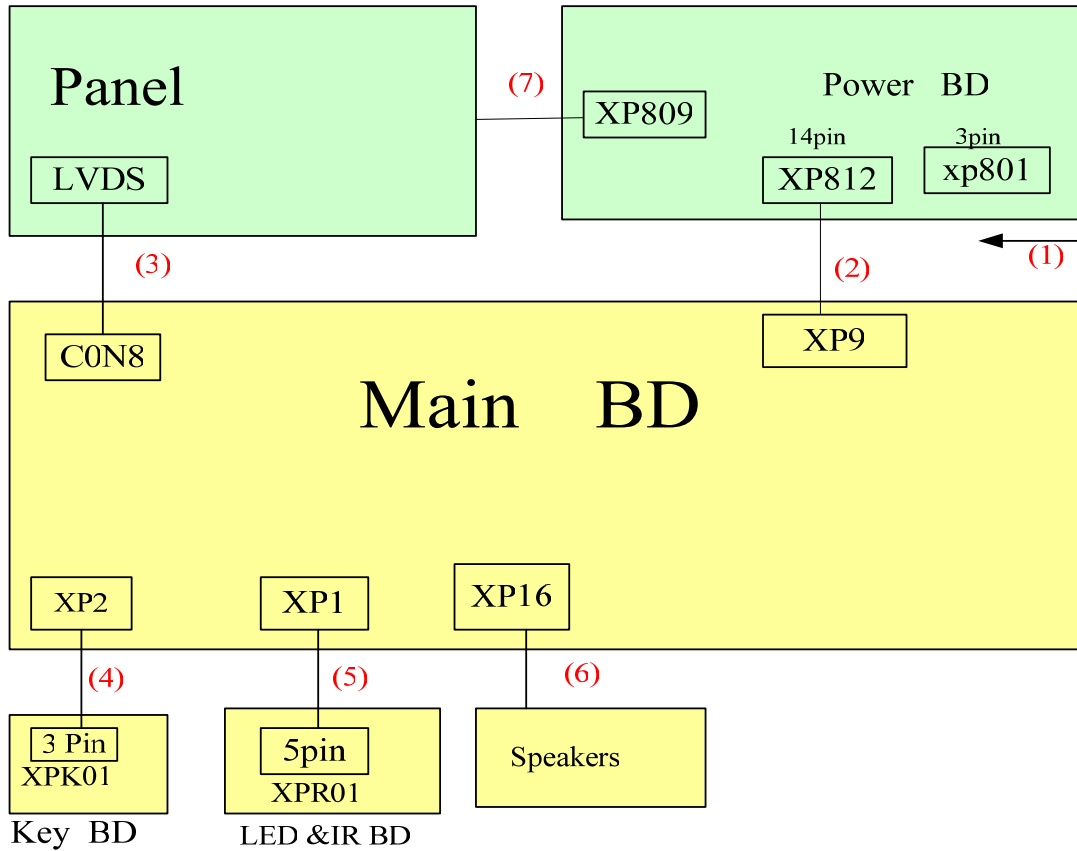 Panel
LVDS
(7)
Power BD
XP809
14pin
XP812
3pin
xp801
(3)
(2)
(1)
C0N8
XP9
Main BD
XP2
XP1
XP16
(4)
(5)
(6)
3 Pin
XPK01
Key BD
5pin
XPR01
LED &IR BD
Speakers